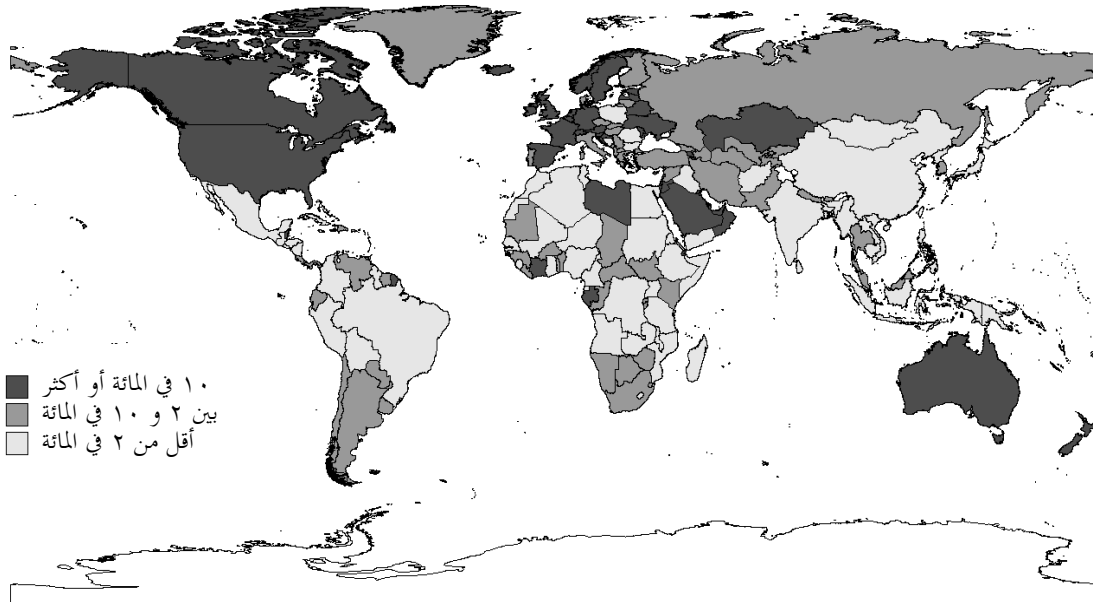 ١٠ في المائة أو أكثر
بين ٢ و ١٠ في المائة
أقل من ٢ في المائة